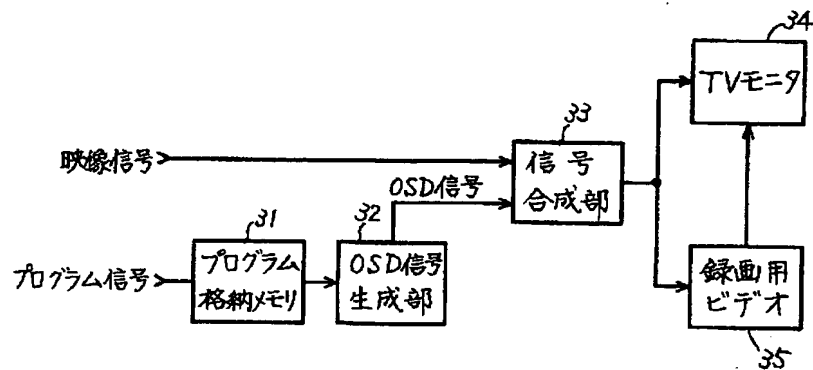 34
TVモニタ
33
映像信号
信号
合成部
OSD信号
31
32
プログラム信号
プログラム
格納メモリ
OSD信号
生成部
録画用
ビデオ
35